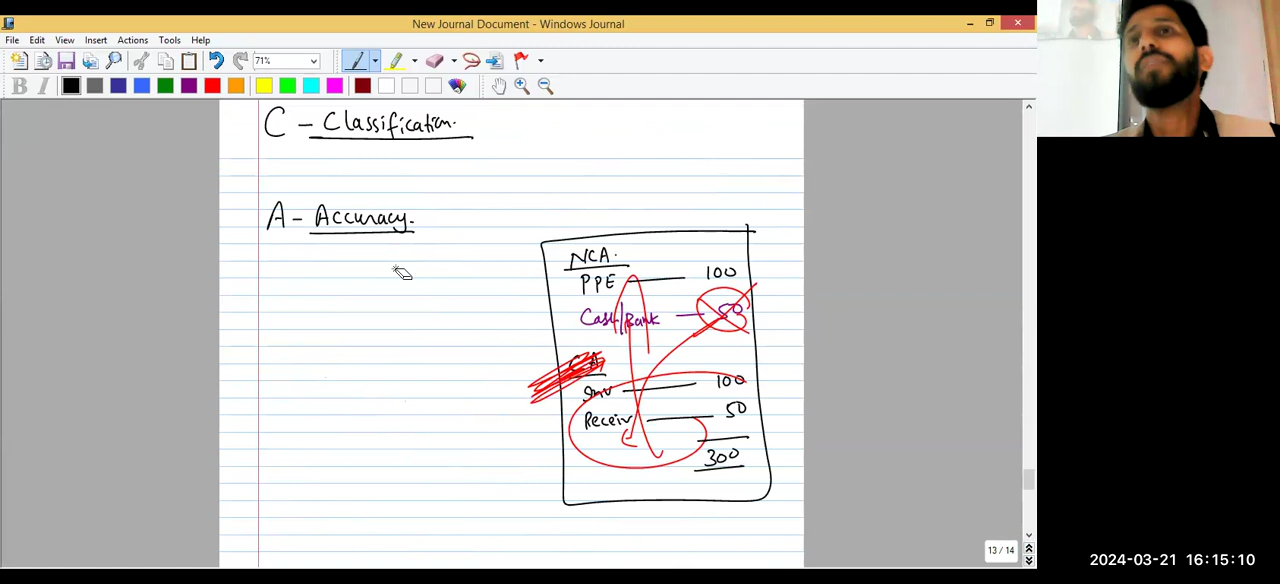 New Journal Document - Windows Journal
File Edit View Insert Actions Tools Help
71%
C - Classification.
A - Accuracy.
NCA.
PPE 100
Cash/Bank 50
CA
Inv 100
Receiv 50
300
13 / 14
2024-03-21 16:15:10